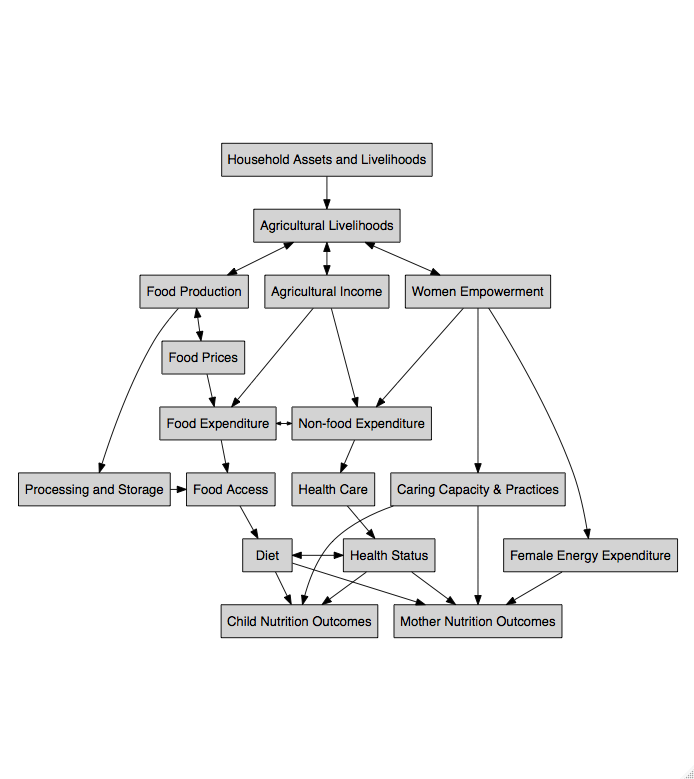 Household Assets and Livelihoods
Agricultural Livelihoods
Food Production
Agricultural Income
Women Empowerment
Food Prices
Food Expenditure
Non-food Expenditure
Processing and Storage
Food Access
Health Care
Caring Capacity & Practices
Diet
Health Status
Female Energy Expenditure
Child Nutrition Outcomes
Mother Nutrition Outcomes